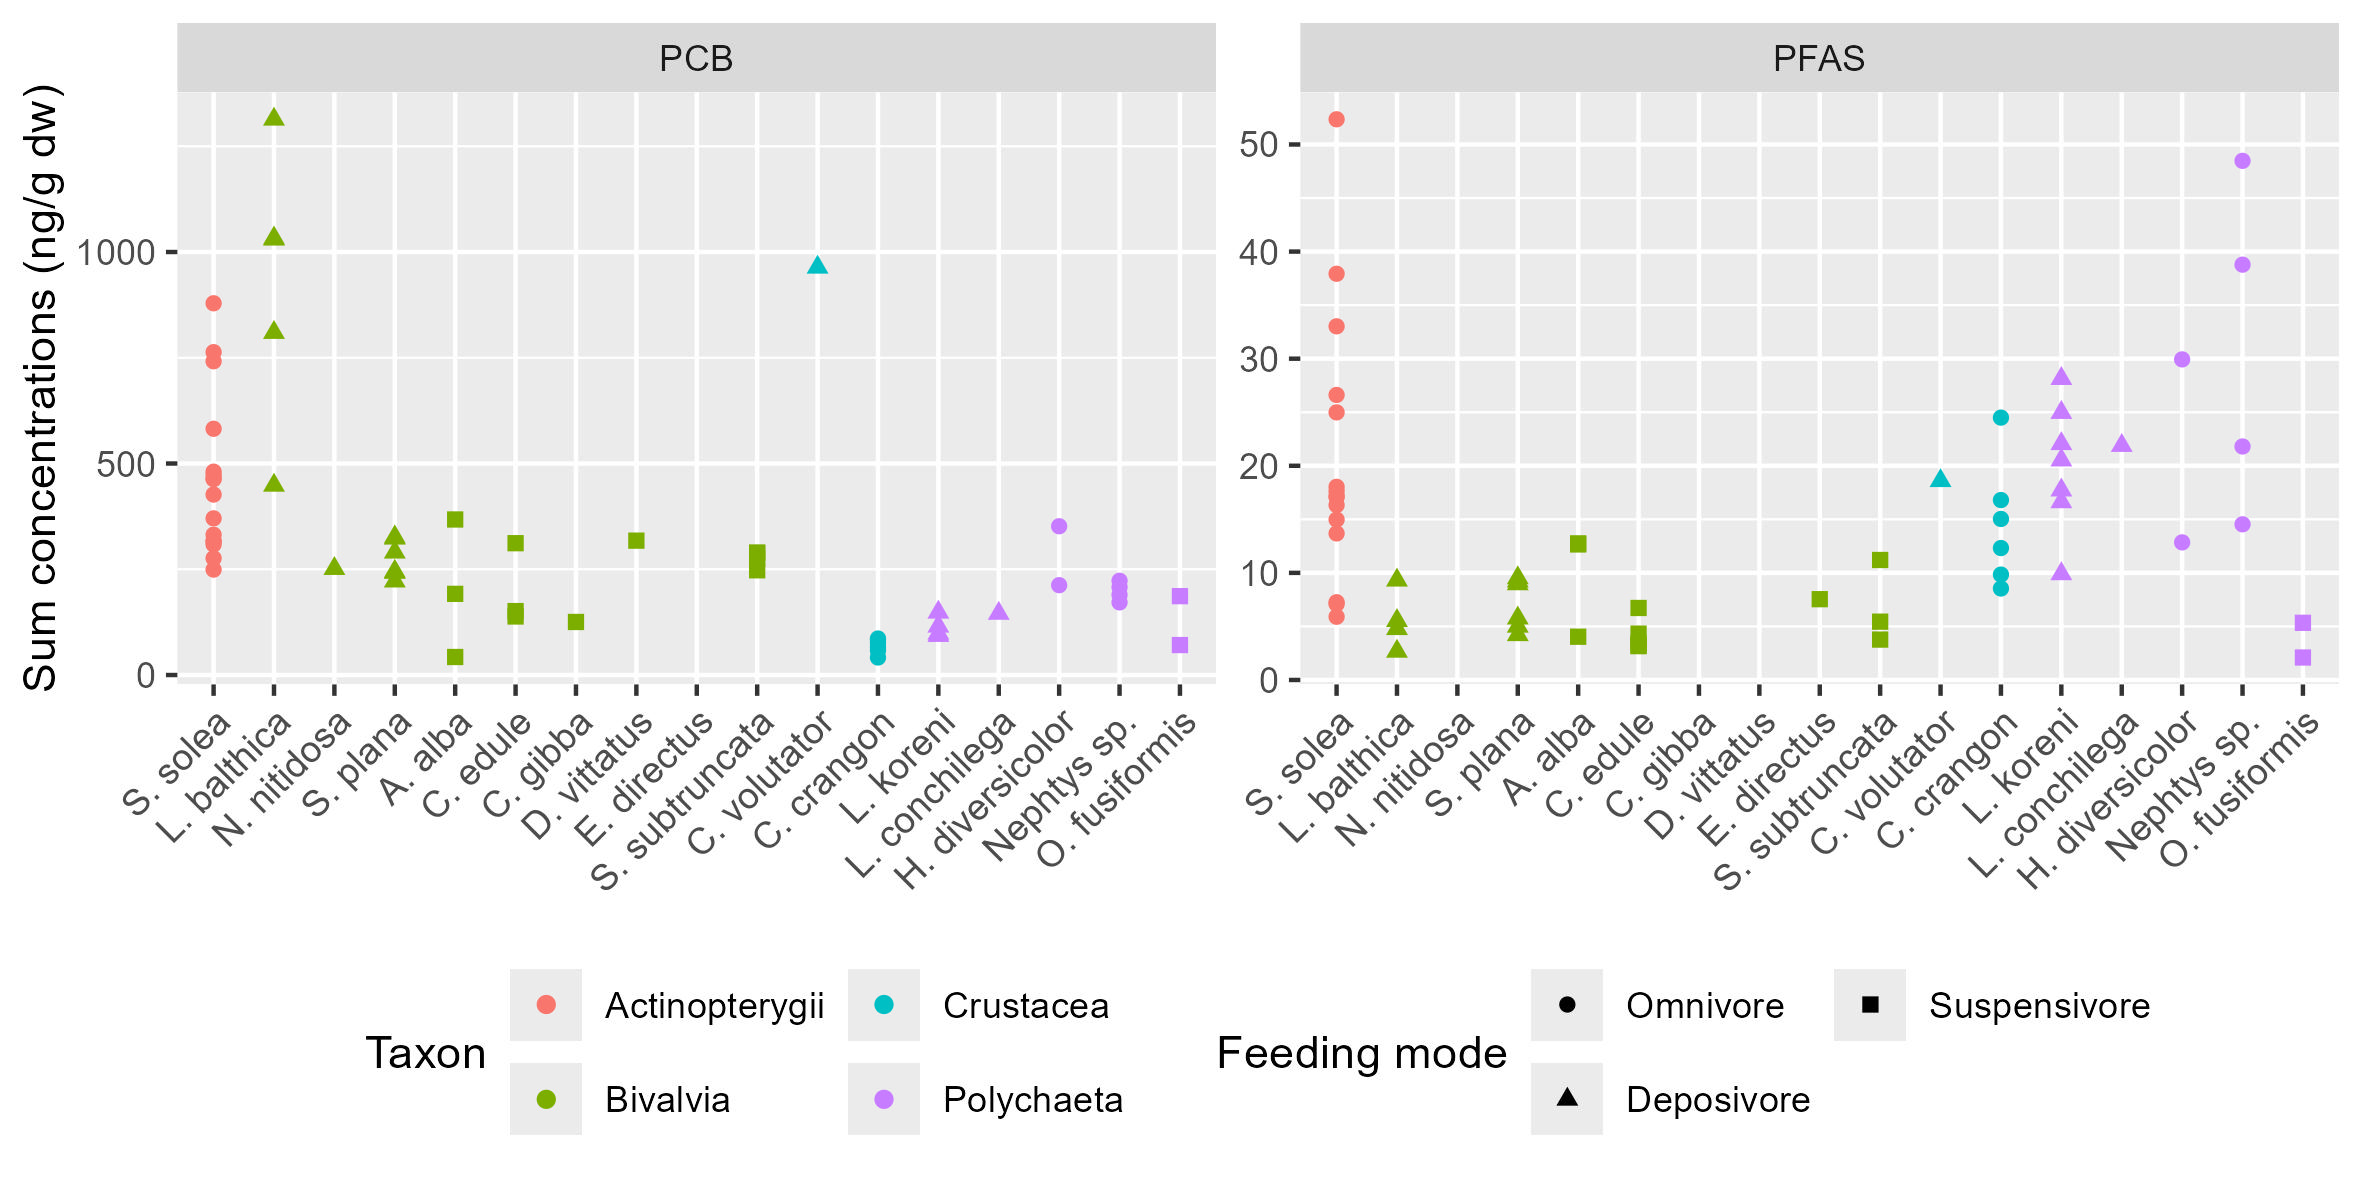 PCB
PFAS
Sum concentrations (ng/g dw)
1000
500
0
50
40
30
20
10
0
S. solea
L. balthica
N. nitidosa
S. plana
A. alba
C. edule
C. gibba
D. vittatus
E. directus
S. subtruncata
C. volutator
C. crangon
L. koreni
L. conchilega
H. diversicolor
Nephtys sp.
O. fusiformis
S. solea
L. balthica
N. nitidosa
S. plana
A. alba
C. edule
C. gibba
D. vittatus
E. directus
S. subtruncata
C. volutator
C. crangon
L. koreni
L. conchilega
H. diversicolor
Nephtys sp.
O. fusiformis
Taxon
Actinopterygii
Bivalvia
Crustacea
Polychaeta
Feeding mode
Omnivore
Deposivore
Suspensivore